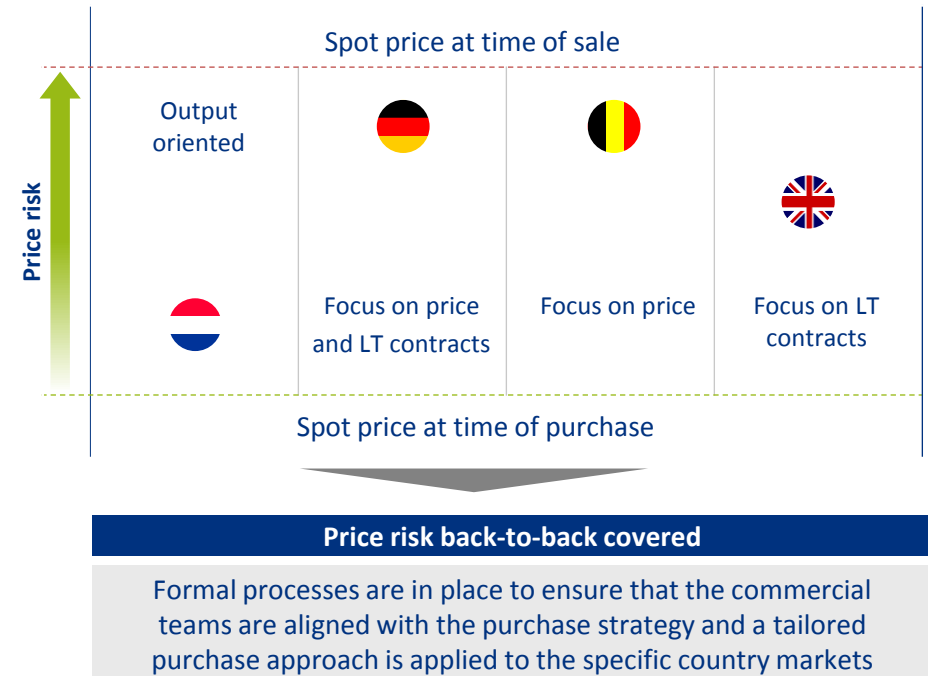 Spot price at time of sale
Price risk
Output
oriented
Focus on price
and LT contracts
Focus on price
Focus on LT
contracts
Spot price at time of purchase
Price risk back-to-back covered
Formal processes are in place to ensure that the commercial
teams are aligned with the purchase strategy and a tailored
purchase approach is applied to the specific country markets